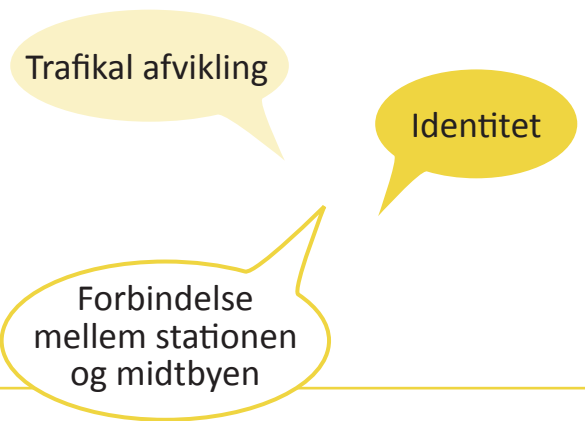 Trafikal afvikling
Identitet
Forbindelse
mellem stationen
og midtbyen